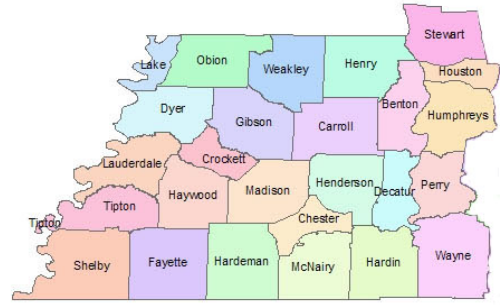 Stewart
Lake
Obion
Weakley
Henry
Houston
Dyer
Gibson
Carroll
Benton
Humphreys
Lauderdale
Crockett
Haywood
Madison
Henderson
Decatur
Perry
Tipton
Tipton
Chester
Shelby
Fayette
Hardeman
McNairy
Hardin
Wayne